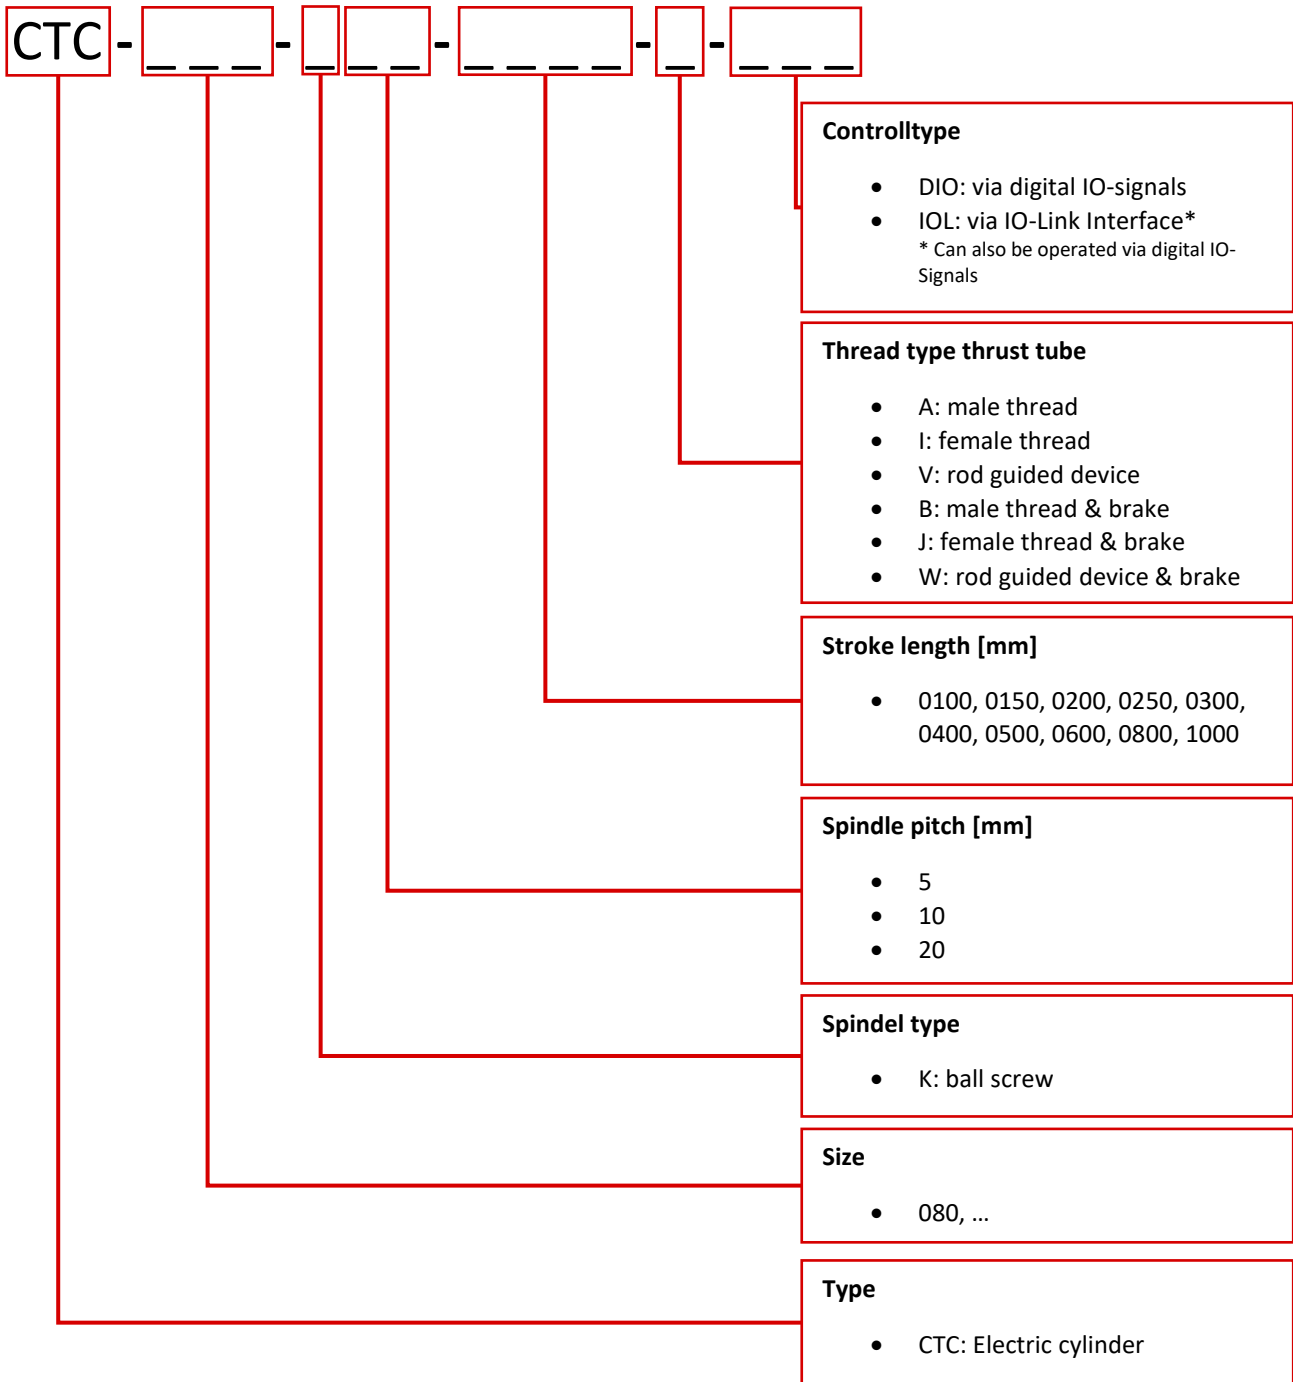 CTC - _ _ _ - _ _ _ - _ _ _ _ - _ - _ _ _
Controlltype
• DIO: via digital IO-signals
• IOL: via IO-Link Interface*
* Can also be operated via digital IO-
Signals
Thread type thrust tube
• A: male thread
• I: female thread
• V: rod guided device
• B: male thread & brake
• J: female thread & brake
• W: rod guided device & brake
Stroke length [mm]
• 0100, 0150, 0200, 0250, 0300,
0400, 0500, 0600, 0800, 1000
Spindle pitch [mm]
• 5
• 10
• 20
Spindel type
• K: ball screw
Size
• 080, ...
Type
• CTC: Electric cylinder